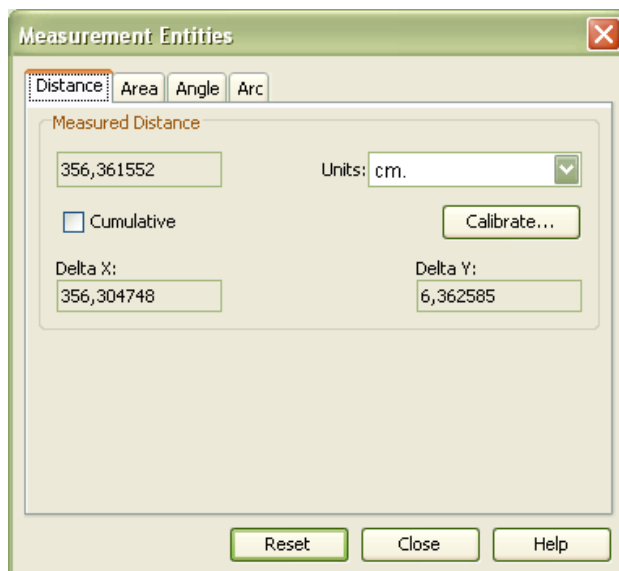 Measurement Entities
Distance Area Angle Arc
Measured Distance
356,361552 Units: cm.
Cumulative Calibrate...
Delta X: Delta Y:
356,304748 6,362585
Reset Close Help